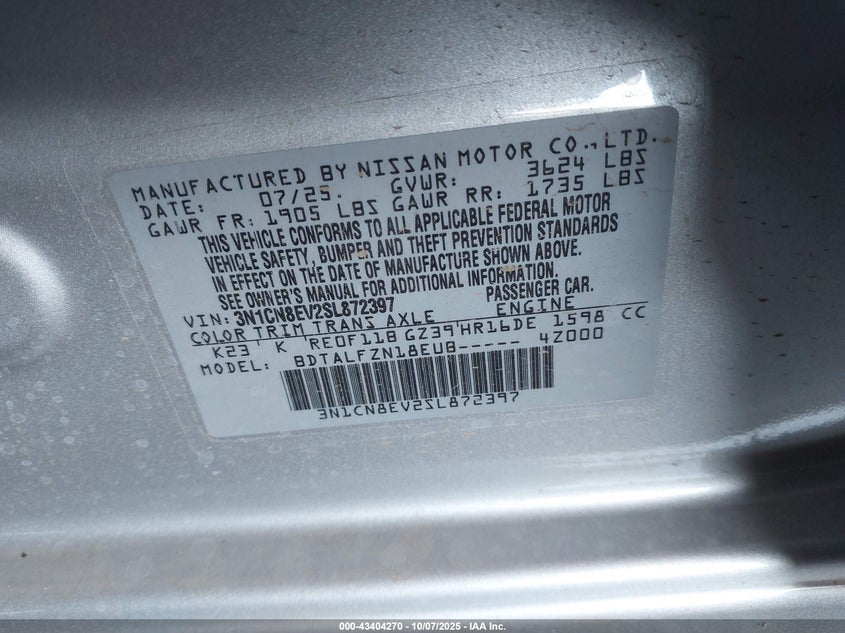 MANUFACTURED BY NISSAN MOTOR CO., LTD.
DATE: 07/25. GVWR: 3624 LBS
GAWR FR: 1905 LBS GAWR RR: 1735 LBS
THIS VEHICLE CONFORMS TO ALL APPLICABLE FEDERAL MOTOR
VEHICLE SAFETY, BUMPER AND THEFT PREVENTION STANDARDS
IN EFFECT ON THE DATE OF MANUFACTURE SHOWN ABOVE.
SEE OWNER'S MANUAL FOR ADDITIONAL INFORMATION.
VIN: 3N1CN8EV2SL872397 PASSENGER CAR.
COLOR TRIM TRANS AXLE ENGINE
K23 K RE0F11B GZ39 HR16DE 1598 CC
MODEL: BDTALFZN18EUB----- 4Z000
3N1CN8EV2SL872397
000-43404270 - 10/07/2025 - IAA Inc.